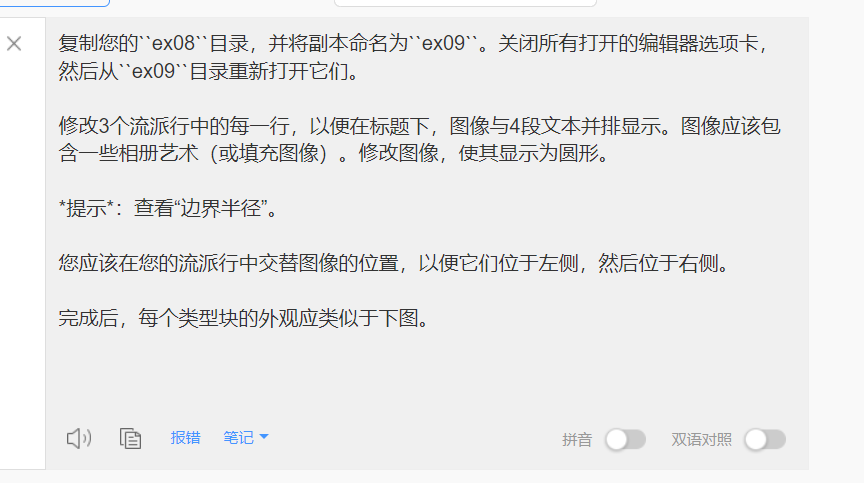 复制您的``ex08``目录，并将副本命名为``ex09``。关闭所有打开的编辑器选项卡，
然后从``ex09``目录重新打开它们。
修改3个流派行中的每一行，以便在标题下，图像与4段文本并排显示。图像应该包
含一些相册艺术（或填充图像）。修改图像，使其显示为圆形。
*提示*：查看“边界半径”。
您应该在您的流派行中交替图像的位置，以便它们位于左侧，然后位于右侧。
完成后，每个类型块的外观应类似于下图。
报错 笔记 拼音 双语对照